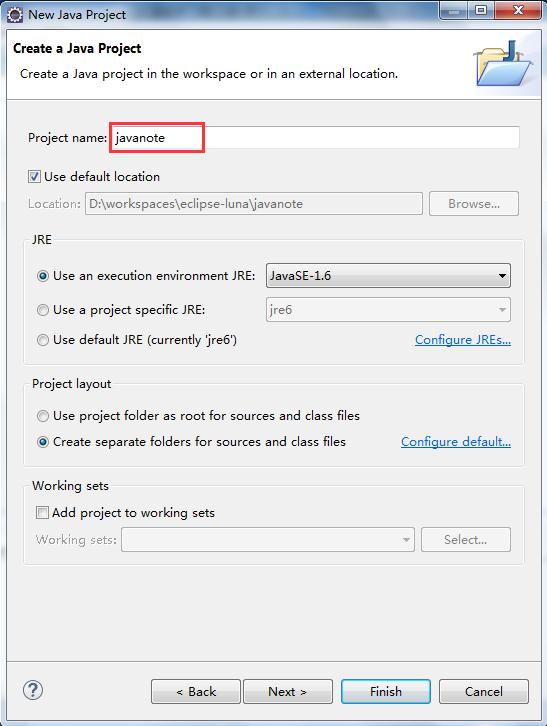 New Java Project
Create a Java Project
Create a Java project in the workspace or in an external location.
Project name: javanote
Use default location
Location: D:\workspaces\eclipse-luna\javanote Browse...
JRE
Use an execution environment JRE: JavaSE-1.6
Use a project specific JRE: jre6
Use default JRE (currently 'jre6') Configure JREs...
Project layout
Use project folder as root for sources and class files
Create separate folders for sources and class files Configure default...
Working sets
Add project to working sets
Working sets: Select...
? < Back Next > Finish Cancel